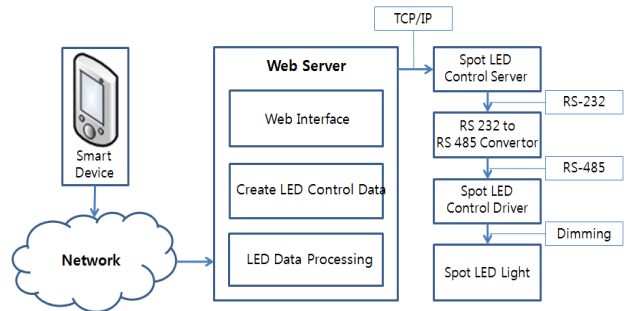 TCP/IP
Smart
Device
Network
Web Server
Web Interface
Create LED Control Data
LED Data Processing
Spot LED
Control Server
RS-232
RS 232 to
RS 485 Convertor
RS-485
Spot LED
Control Driver
Dimming
Spot LED Light